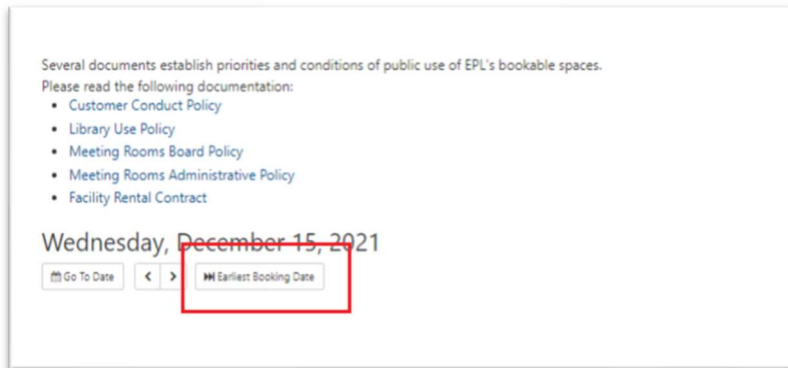 Several documents establish priorities and conditions of public use of EPL's bookable spaces.
Please read the following documentation:
• Customer Conduct Policy
• Library Use Policy
• Meeting Rooms Board Policy
• Meeting Rooms Administrative Policy
• Facility Rental Contract
Wednesday, December 15, 2021
Go To Date < > Earliest Booking Date